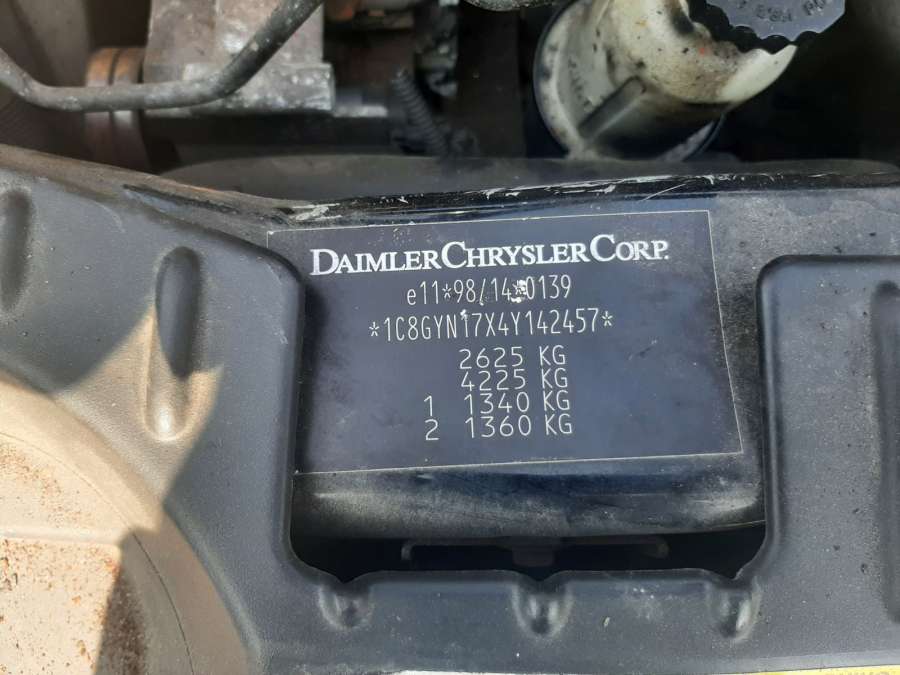 DAIMLERCHRYSLER CORP.
e11*98/14*0139
*1C8GYN17X4Y142457*
2625 KG
4225 KG
1 1340 KG
2 1360 KG